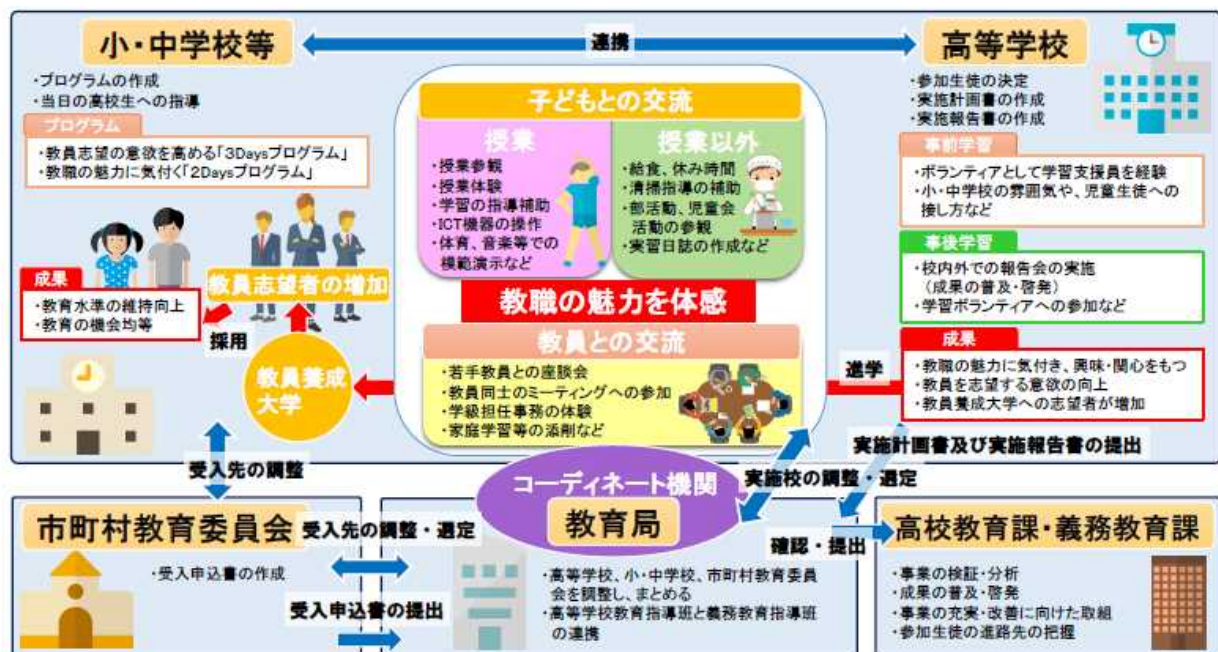 小・中学校等
連携
高等学校
・プログラムの作成
・当日の高校生への指導
・参加生徒の決定
・実施計画書の作成
・実施報告書の作成
プログラム
・教員志望の意欲を高める「3Daysプログラム」
・教職の魅力に気付く「2Daysプログラム」
子どもとの交流
授業
・授業参観
・授業体験
・学習の指導補助
・ICT機器の操作
・体育、音楽等での
模範演示など
授業以外
・給食、休み時間
・清掃指導の補助
・部活動、児童会
活動の参観
・実習日誌の作成など
事前学習
・ボランティアとして学習支援員を経験
・小・中学校の雰囲気や、児童生徒への
接し方など
事後学習
・校内外での報告会の実施
（成果の普及・啓発）
・学習ボランティアへの参加など
成果
・教育水準の維持向上
・教育の機会均等
教員志望者の増加
採用
教員養成
大学
教職の魅力を体感
教員との交流
・若手教員との座談会
・教員同士のミーティングへの参加
・学級担任事務の体験
・家庭学習等の添削など
進学
成果
・教職の魅力に気付き、興味・関心をもつ
・教員を志望する意欲の向上
・教員養成大学への志望者が増加
受入先の調整
実施計画書及び実施報告書の提出
コーディネート機関
実施校の調整・選定
教育局
市町村教育委員会
受入先の調整・選定
確認・提出
高校教育課・義務教育課
・受入申込書の作成
受入申込書の提出
・高等学校、小・中学校、市町村教育委員
会を調整し、まとめる
・高等学校教育指導班と義務教育指導班
の連携
・事業の検証・分析
・成果の普及・啓発
・事業の充実・改善に向けた取組
・参加生徒の進路先の把握